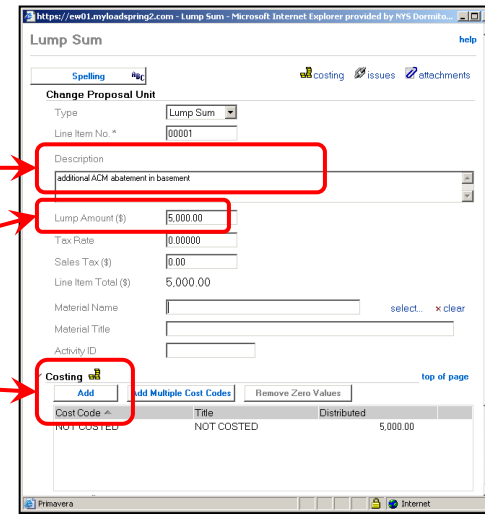 https://ew01.myloadspring2.com - Lump Sum - Microsoft Internet Explorer provided by NYS Dormito...
Lump Sum
help
Spelling ABC costing issues attachments
Change Proposal Unit
Type Lump Sum
Line Item No. * 00001
Description
additional ACM abatement in basement
Lump Amount ($) 5,000.00
Tax Rate 0.00000
Sales Tax ($) 0.00
Line Item Total ($) 5,000.00
Material Name select... × clear
Material Title
Activity ID
Costing top of page
Add Add Multiple Cost Codes Remove Zero Values
Cost Code Title Distributed
NOT COSTED NOT COSTED 5,000.00
Primavera Internet